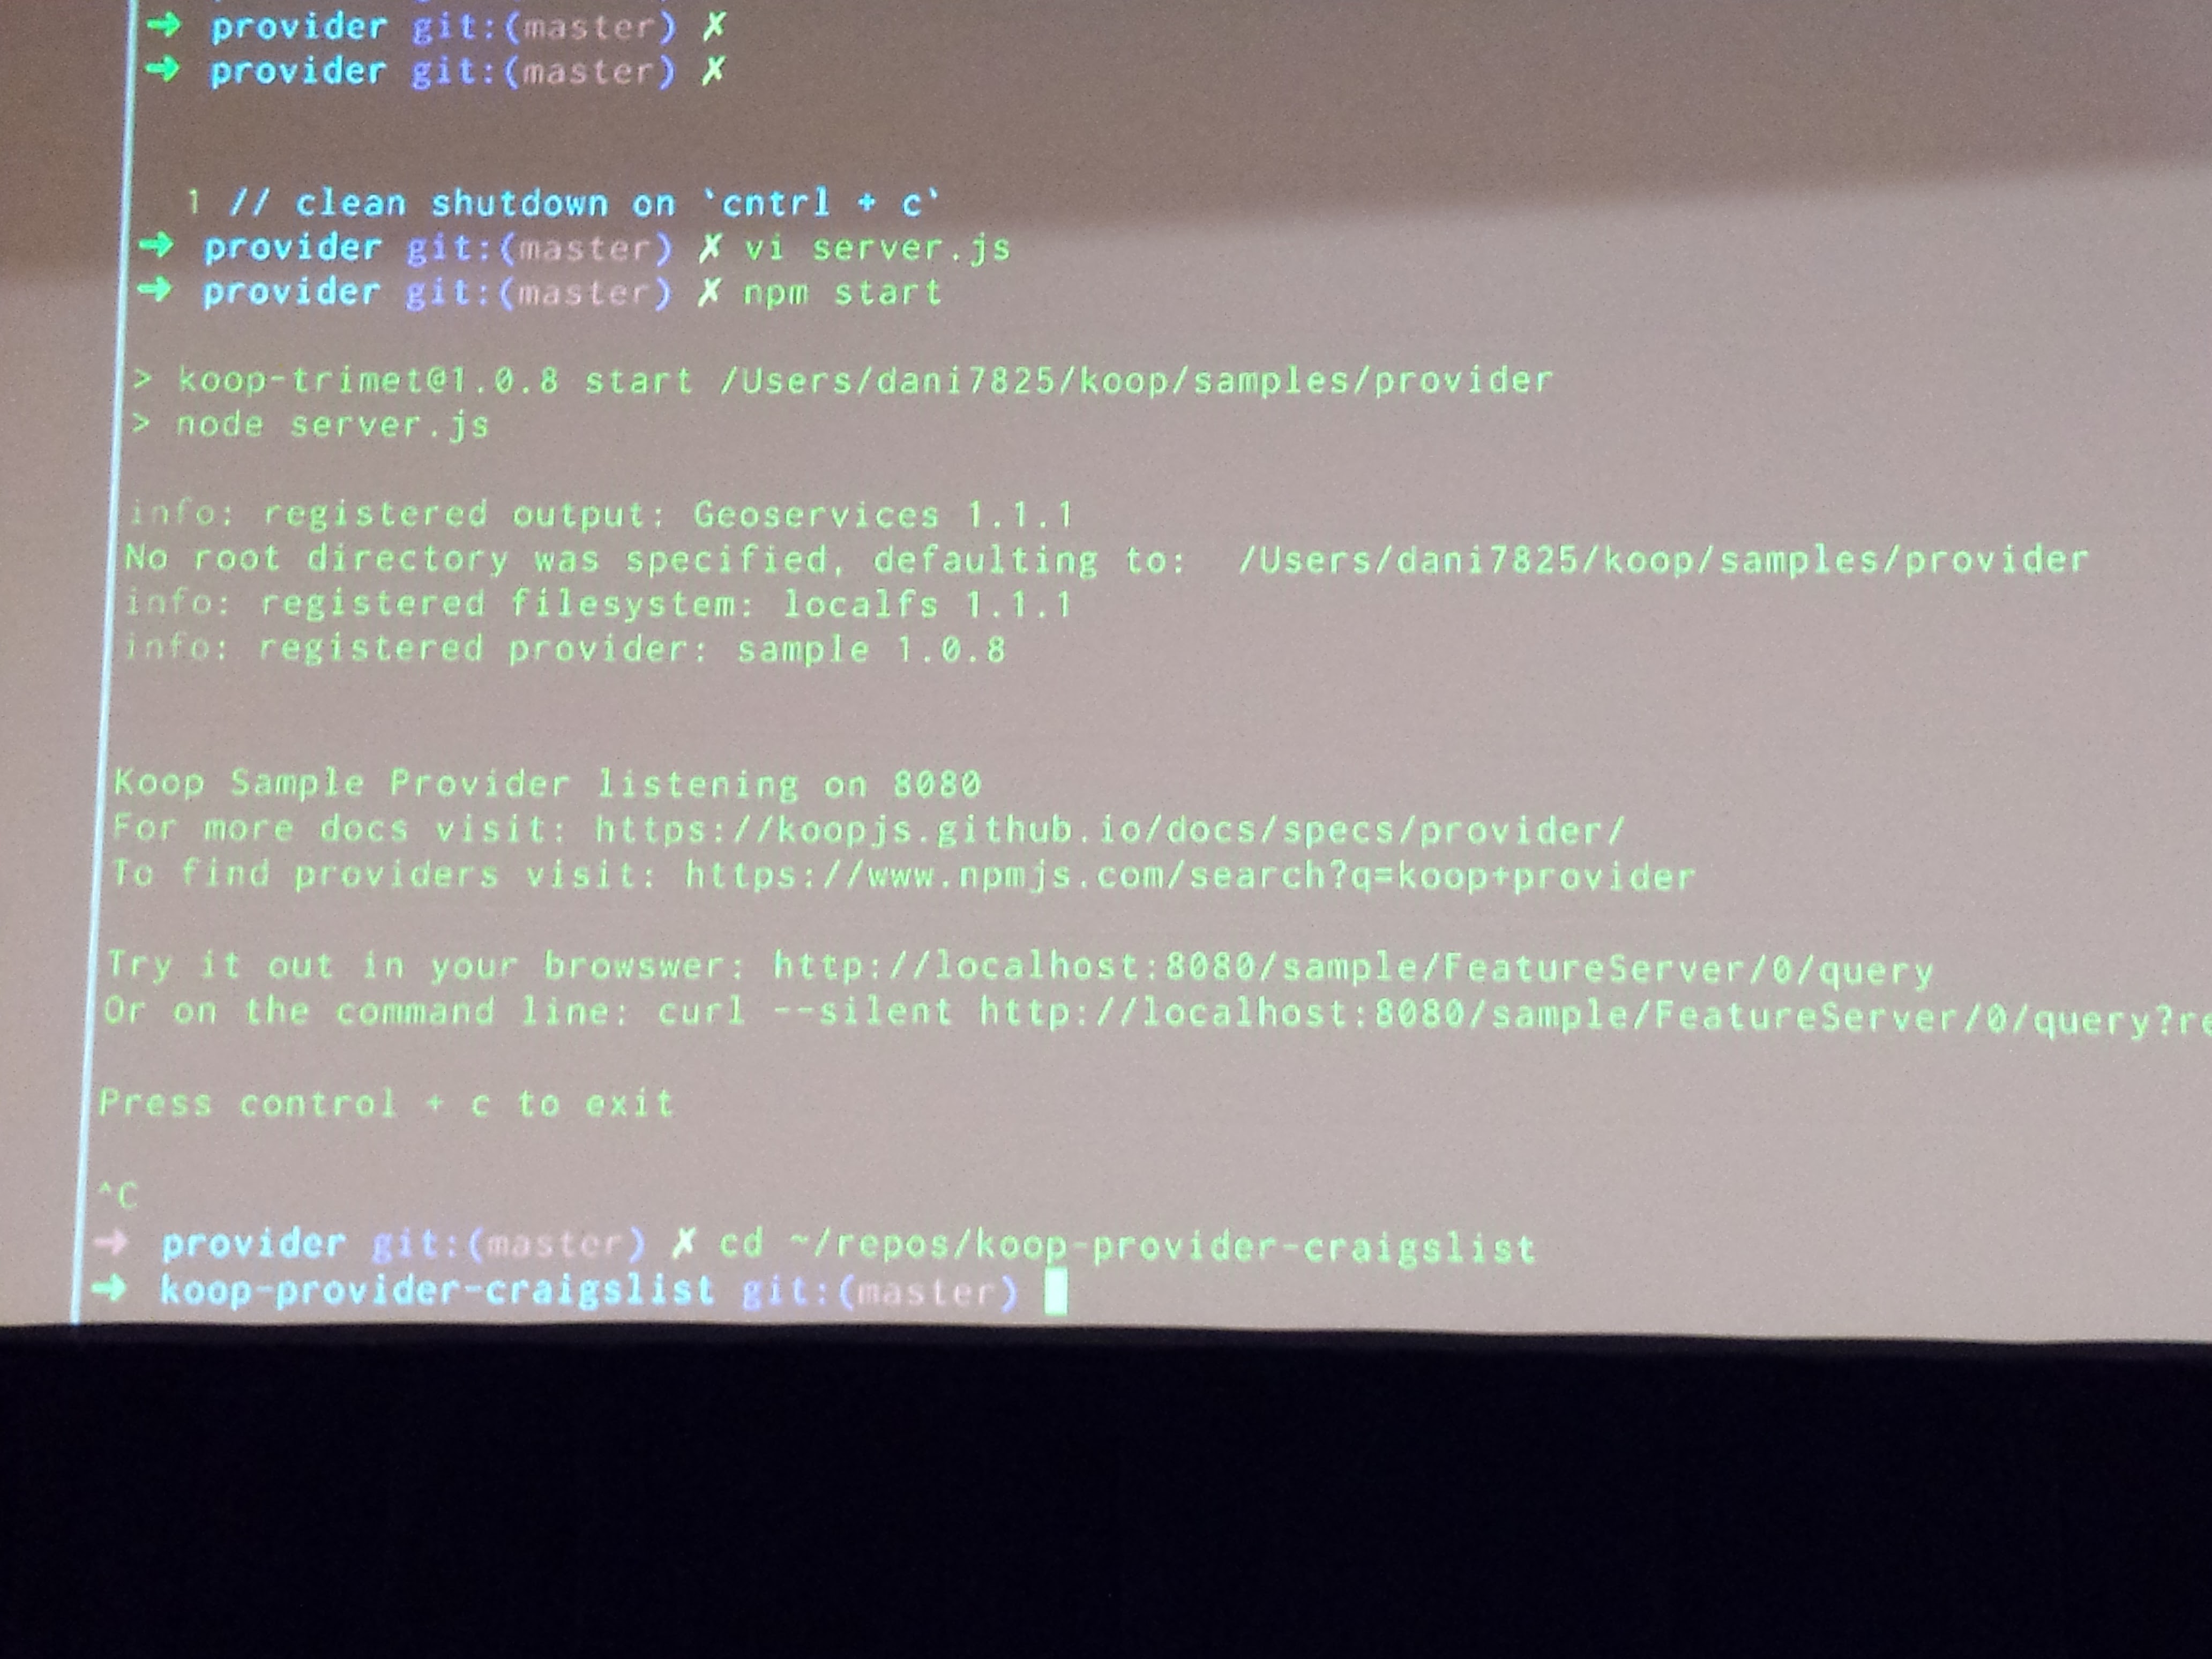 ➜ provider git:(master) ✗
➜ provider git:(master) ✗
1 // clean shutdown on `cntrl + c`
➜ provider git:(master) ✗ vi server.js
➜ provider git:(master) ✗ npm start
> koop-trimet@1.0.8 start /Users/dani7825/koop/samples/provider
> node server.js
info: registered output: Geoservices 1.1.1
No root directory was specified, defaulting to:  /Users/dani7825/koop/samples/provider
info: registered filesystem: localfs 1.1.1
info: registered provider: sample 1.0.8
Koop Sample Provider listening on 8080
For more docs visit: https://koopjs.github.io/docs/specs/provider/
To find providers visit: https://www.npmjs.com/search?q=koop+provider
Try it out in your browswer: http://localhost:8080/sample/FeatureServer/0/query
Or on the command line: curl --silent http://localhost:8080/sample/FeatureServer/0/query?re
Press control + c to exit
^C
➜ provider git:(master) ✗ cd ~/repos/koop-provider-craigslist
➜ koop-provider-craigslist git:(master)